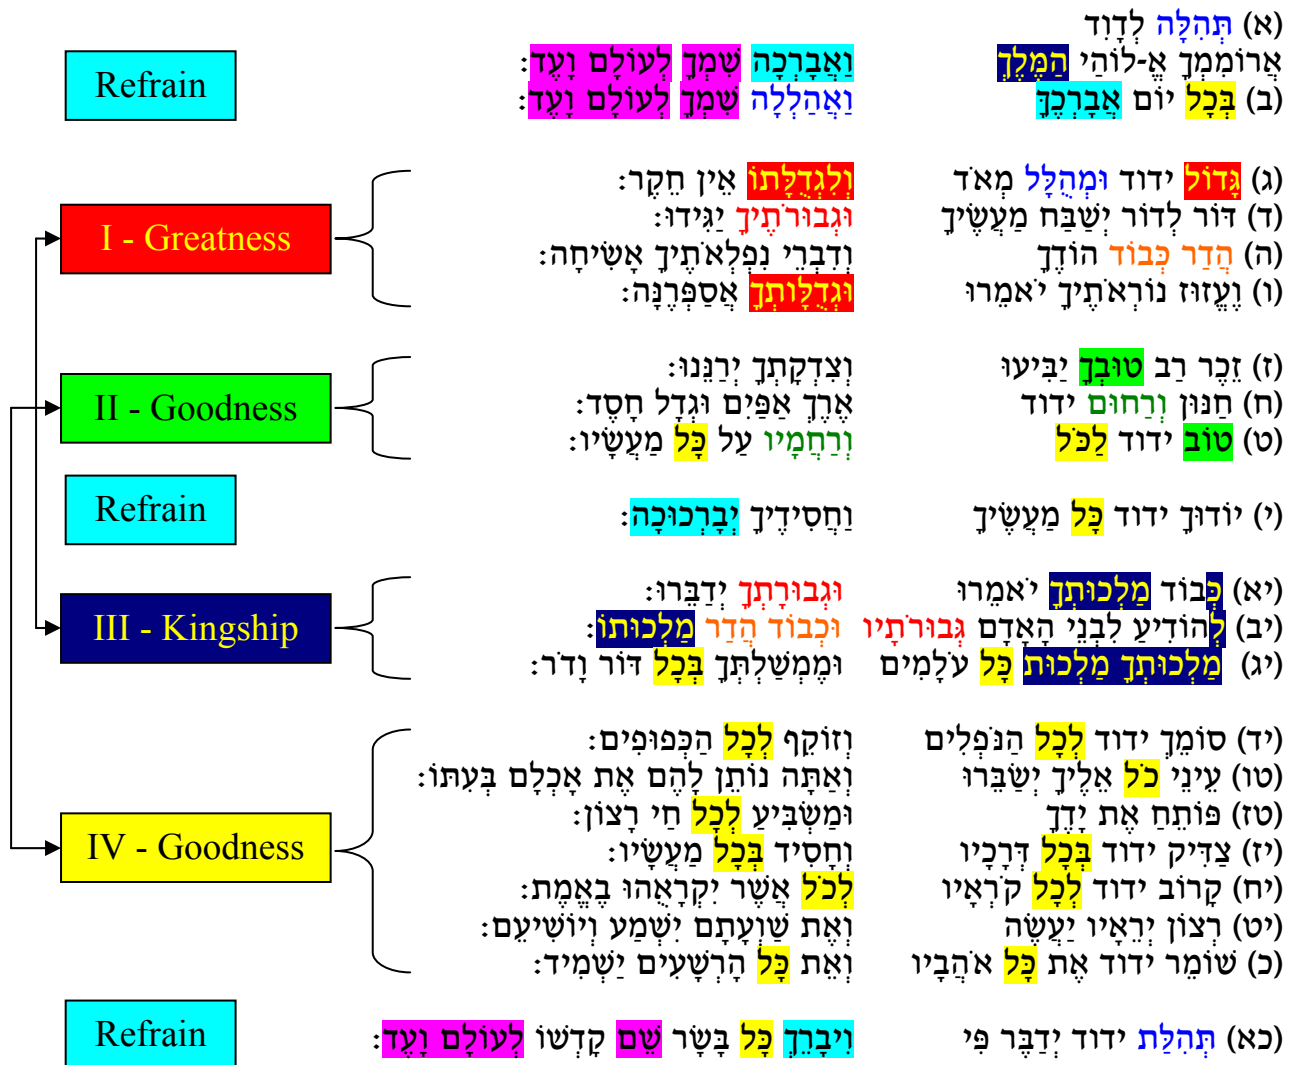 (א) תְּהִלָּה לְדָוִד
Refrain
אֲרוֹמִמְךָ אֱ-לוֹהַי הַמֶּלֶךְ וַאֲבָרְכָה שִׁמְךָ לְעוֹלָם וָעֶד:
(ב) בְּכָל יוֹם אֲבָרְכֶךָּ וַאֲהַלְלָה שִׁמְךָ לְעוֹלָם וָעֶד:
I - Greatness
(ג) גָּדוֹל ידוד וּמְהֻלָּל מְאֹד וְלִגְדֻלָּתוֹ אֵין חֵקֶר:
(ד) דּוֹר לְדוֹר יְשַׁבַּח מַעֲשֶׂיךָ וּגְבוּרֹתֶיךָ יַגִּידוּ:
(ה) הֲדַר כְּבוֹד הוֹדֶךָ וְדִבְרֵי נִפְלְאֹתֶיךָ אָשִׂיחָה:
(ו) וֶעֱזוּז נוֹרְאֹתֶיךָ יֹאמֵרוּ וּגְדֻלָּותְךָ אֲסַפְּרֶנָּה:
II - Goodness
(ז) זֵכֶר רַב טוּבְךָ יַבִּיעוּ וְצִדְקָתְךָ יְרַנֵּנוּ:
(ח) חַנּוּן וְרַחוּם ידוד אֶרֶךְ אַפַּיִם וּגְדָל חָסֶד:
(ט) טוֹב ידוד לַכֹּל וְרַחֲמָיו עַל כָּל מַעֲשָׂיו:
Refrain
(י) יוֹדוּךָ ידוד כָּל מַעֲשֶׂיךָ וַחֲסִידֶיךָ יְבָרְכוּכָה:
III - Kingship
(יא) כְּבוֹד מַלְכוּתְךָ יֹאמֵרוּ וּגְבוּרָתְךָ יְדַבֵּרוּ:
(יב) לְהוֹדִיעַ לִבְנֵי הָאָדָם גְּבוּרֹתָיו וּכְבוֹד הֲדַר מַלְכוּתוֹ:
(יג) מַלְכוּתְךָ מַלְכוּת כָּל עֹלָמִים וּמֶמְשַׁלְתְּךָ בְּכָל דּוֹר וָדֹר:
IV - Goodness
(יד) סוֹמֵךְ ידוד לְכָל הַנֹּפְלִים וְזוֹקֵף לְכָל הַכְּפוּפִים:
(טו) עֵינֵי כֹל אֵלֶיךָ יְשַׂבֵּרוּ וְאַתָּה נוֹתֵן לָהֶם אֶת אָכְלָם בְּעִתּוֹ:
(טז) פּוֹתֵחַ אֶת יָדֶךָ וּמַשְׂבִּיעַ לְכָל חַי רָצוֹן:
(יז) צַדִּיק ידוד בְּכָל דְּרָכָיו וְחָסִיד בְּכָל מַעֲשָׂיו:
(יח) קָרוֹב ידוד לְכָל קֹרְאָיו לְכֹל אֲשֶׁר יִקְרָאֻהוּ בֶאֱמֶת:
(יט) רְצוֹן יְרֵאָיו יַעֲשֶׂה וְאֶת שַׁוְעָתָם יִשְׁמַע וְיוֹשִׁיעֵם:
(כ) שׁוֹמֵר ידוד אֶת כָּל אֹהֲבָיו וְאֵת כָּל הָרְשָׁעִים יַשְׁמִיד:
Refrain
(כא) תְּהִלַּת ידוד יְדַבֶּר פִּי וִיבָרֵךְ כָּל בָּשָׂר שֵׁם קָדְשׁוֹ לְעוֹלָם וָעֶד: